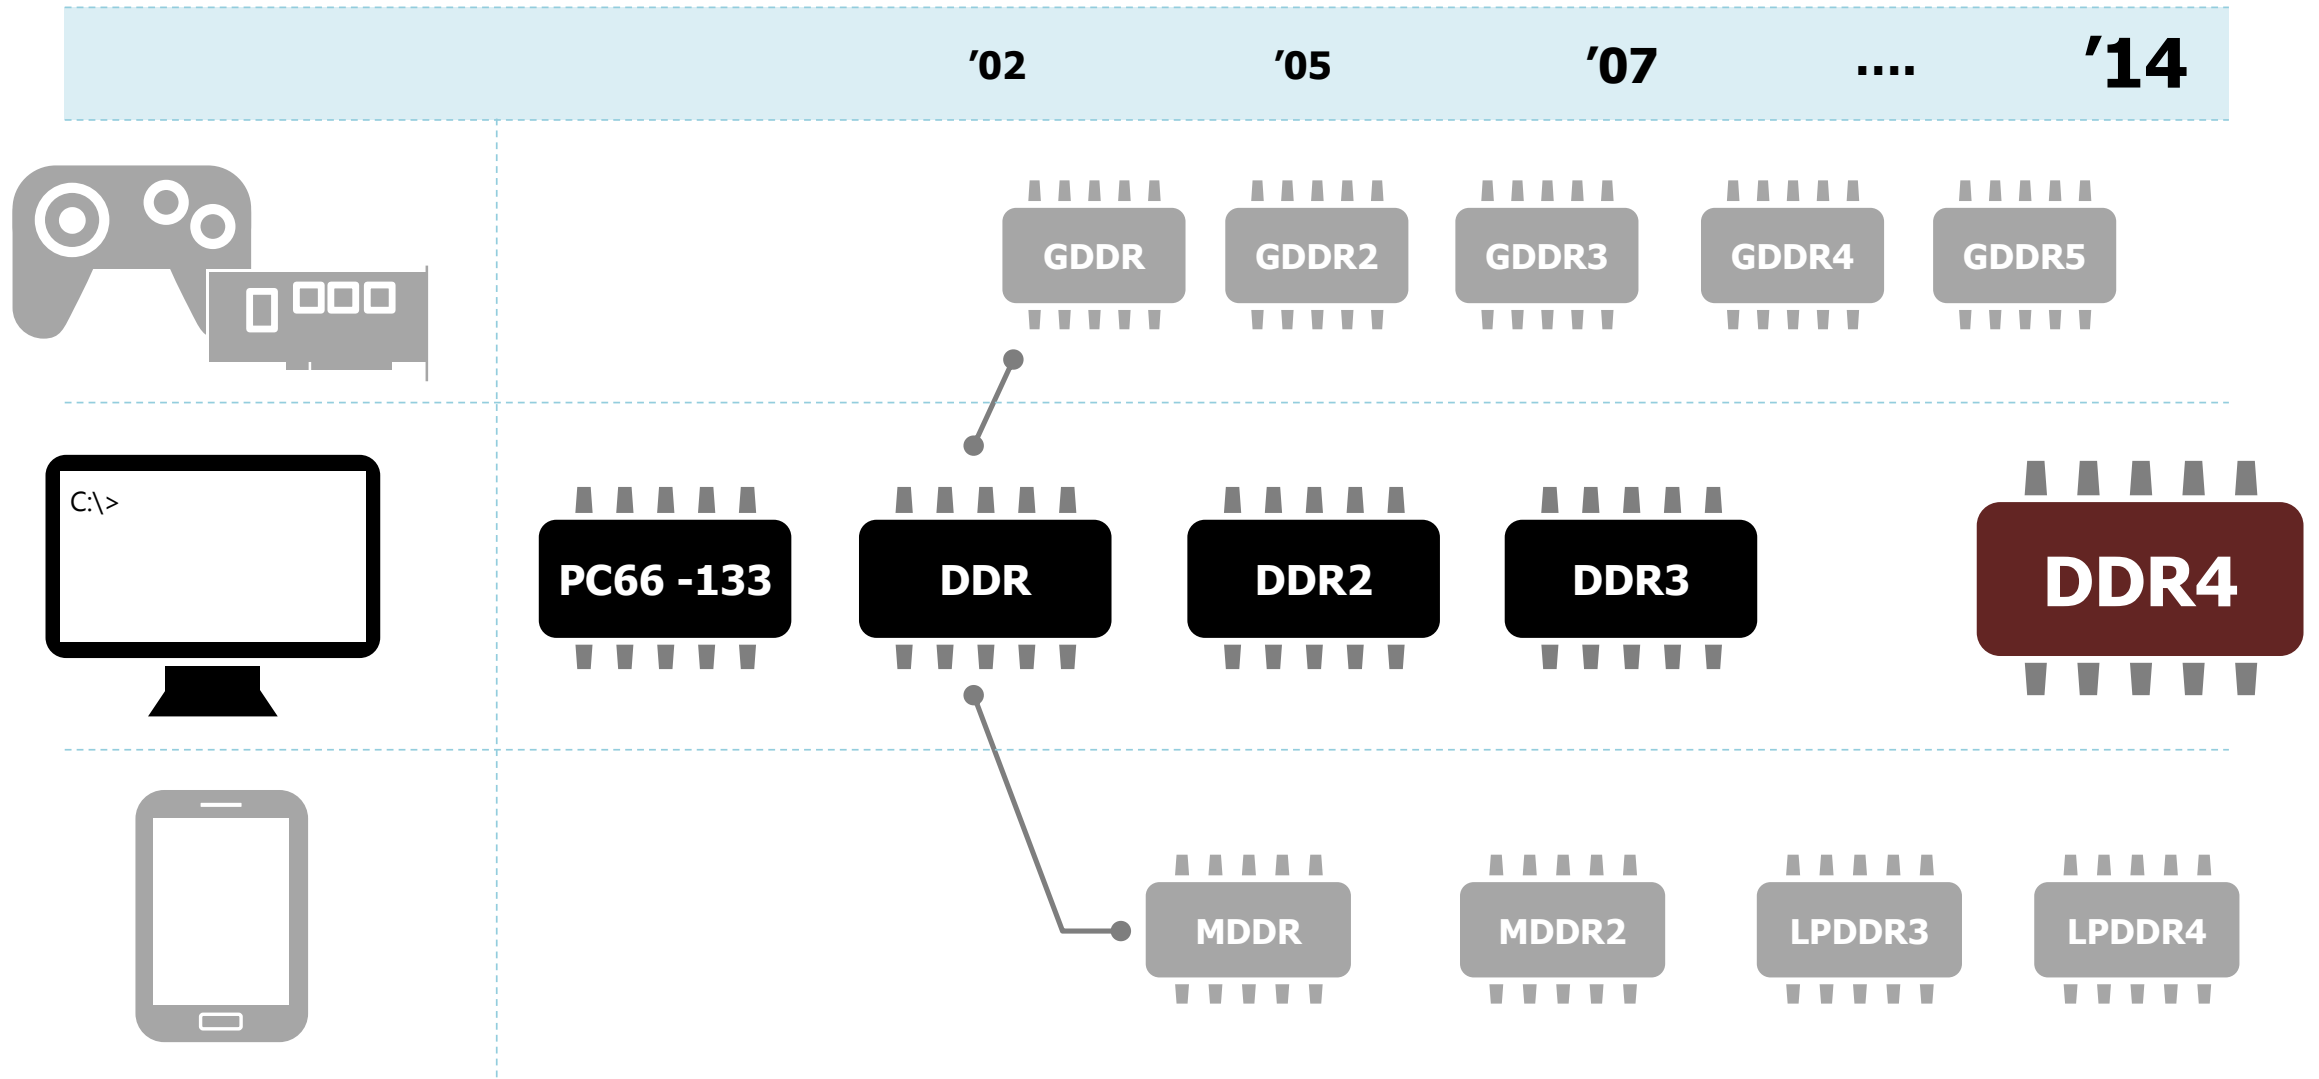 ’02 ’05 ’07 .... ’14
GDDR GDDR2 GDDR3 GDDR4 GDDR5
C:\>
PC66 -133 DDR DDR2 DDR3 DDR4
MDDR MDDR2 LPDDR3 LPDDR4